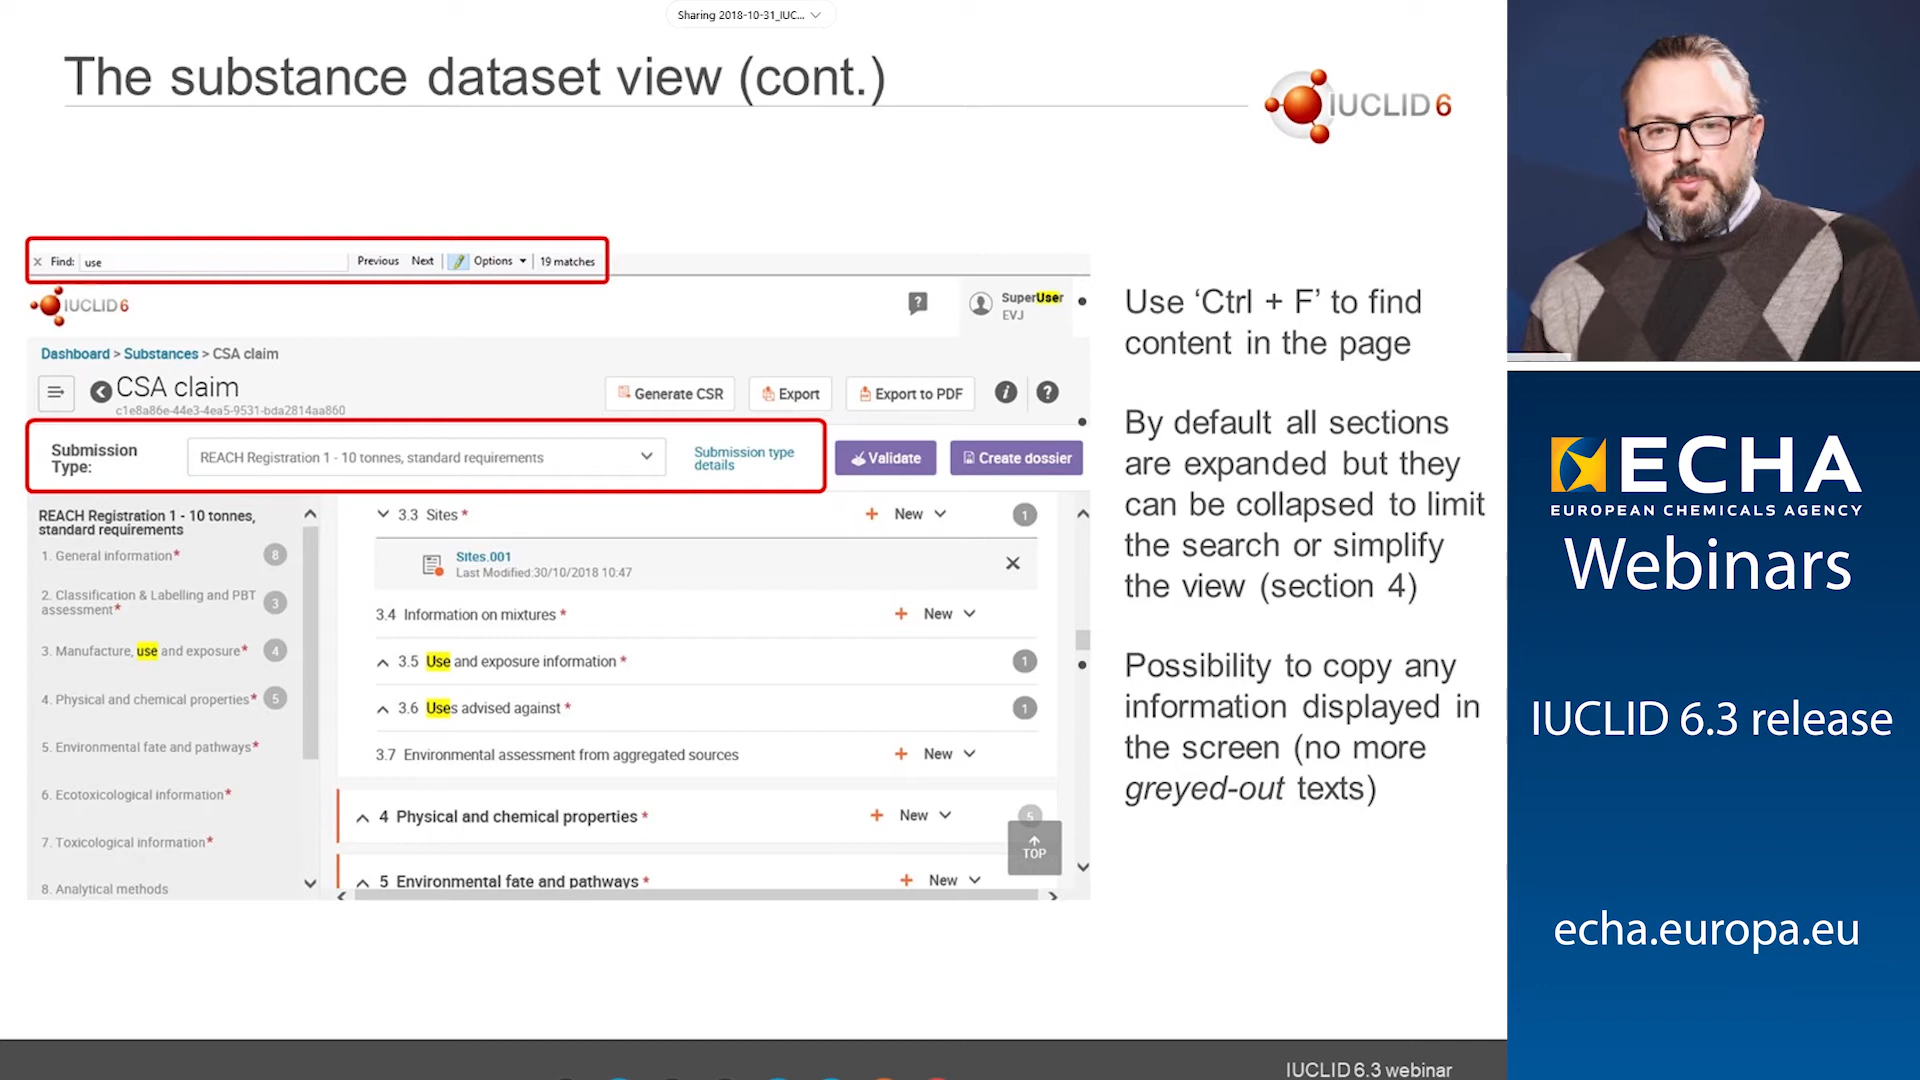 Sharing 2018-10-31_IUC...
The substance dataset view (cont.)
IUCLID 6
Find: use Previous Next Options 19 matches
IUCLID 6
?
SuperUser
EVJ
Dashboard > Substances > CSA claim
CSA claim
c1e8a86e-44e3-4ea5-9531-bda2814aa860
Generate CSR
Export
Export to PDF
i
?
Submission
Type:
REACH Registration 1 - 10 tonnes, standard requirements
Submission type
details
Validate
Create dossier
REACH Registration 1 - 10 tonnes,
standard requirements
1. General information* 8
2. Classification & Labelling and PBT
assessment* 3
3. Manufacture, use and exposure* 4
4. Physical and chemical properties* 5
5. Environmental fate and pathways*
6. Ecotoxicological information*
7. Toxicological information*
8. Analytical methods
3.3 Sites * + New 1
Sites.001
Last Modified:30/10/2018 10:47
3.4 Information on mixtures * + New
3.5 Use and exposure information * 1
3.6 Uses advised against * 1
3.7 Environmental assessment from aggregated sources + New
4 Physical and chemical properties * + New 5
TOP
5 Environmental fate and pathways * + New
• Use ‘Ctrl + F’ to find
content in the page
• By default all sections
are expanded but they
can be collapsed to limit
the search or simplify
the view (section 4)
• Possibility to copy any
information displayed in
the screen (no more
greyed-out texts)
IUCLID 6.3 webinar
ECHA
EUROPEAN CHEMICALS AGENCY
Webinars
IUCLID 6.3 release
echa.europa.eu